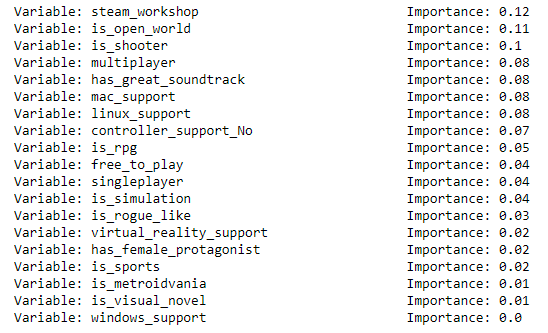 Variable: steam_workshop Importance: 0.12
Variable: is_open_world Importance: 0.11
Variable: is_shooter Importance: 0.1
Variable: multiplayer Importance: 0.08
Variable: has_great_soundtrack Importance: 0.08
Variable: mac_support Importance: 0.08
Variable: linux_support Importance: 0.08
Variable: controller_support_No Importance: 0.07
Variable: is_rpg Importance: 0.05
Variable: free_to_play Importance: 0.04
Variable: singleplayer Importance: 0.04
Variable: is_simulation Importance: 0.04
Variable: is_rogue_like Importance: 0.03
Variable: virtual_reality_support Importance: 0.02
Variable: has_female_protagonist Importance: 0.02
Variable: is_sports Importance: 0.02
Variable: is_metroidvania Importance: 0.01
Variable: is_visual_novel Importance: 0.01
Variable: windows_support Importance: 0.0